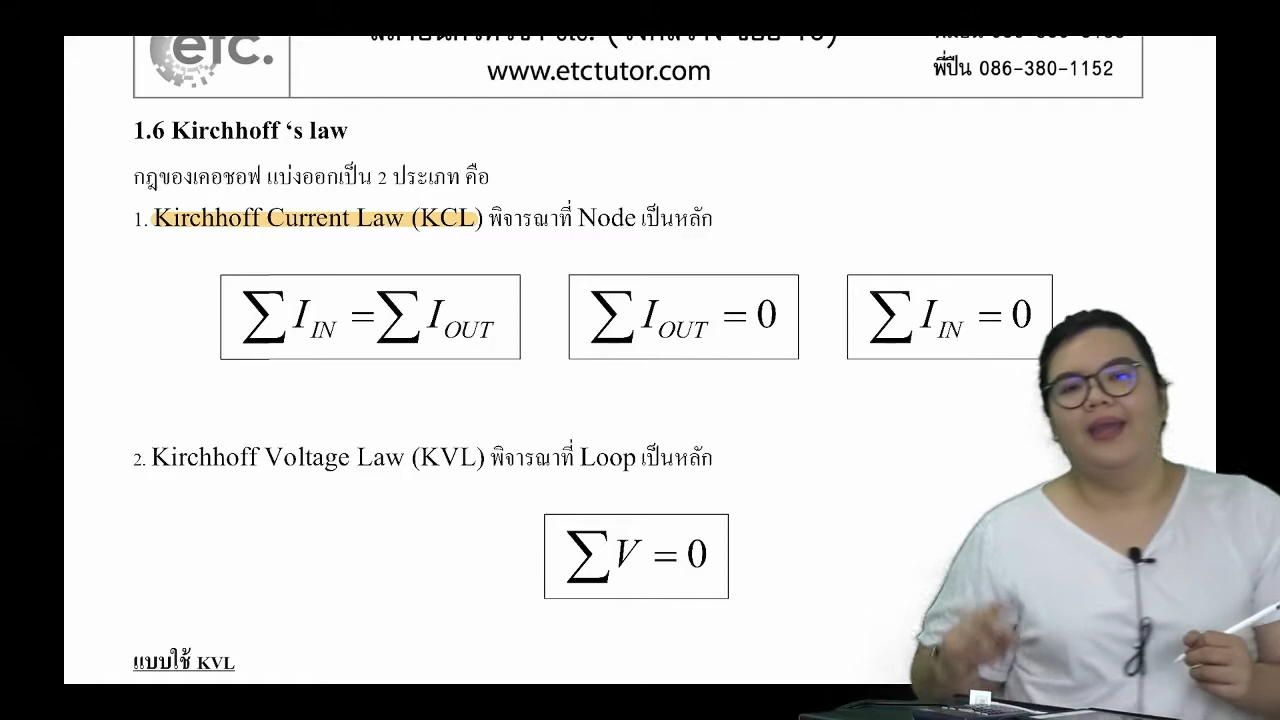 etc.
www.etctutor.com
พี่ปืน 086-380-1152
1.6 Kirchhoff ‘s law
กฎของเคอชอฟ แบ่งออกเป็น 2 ประเภท คือ
1. Kirchhoff Current Law (KCL) พิจารณาที่ Node เป็นหลัก
∑ I_IN = ∑ I_OUT ∑ I_OUT = 0 ∑ I_IN = 0
2. Kirchhoff Voltage Law (KVL) พิจารณาที่ Loop เป็นหลัก
∑ V = 0
แบบใช้ KVL